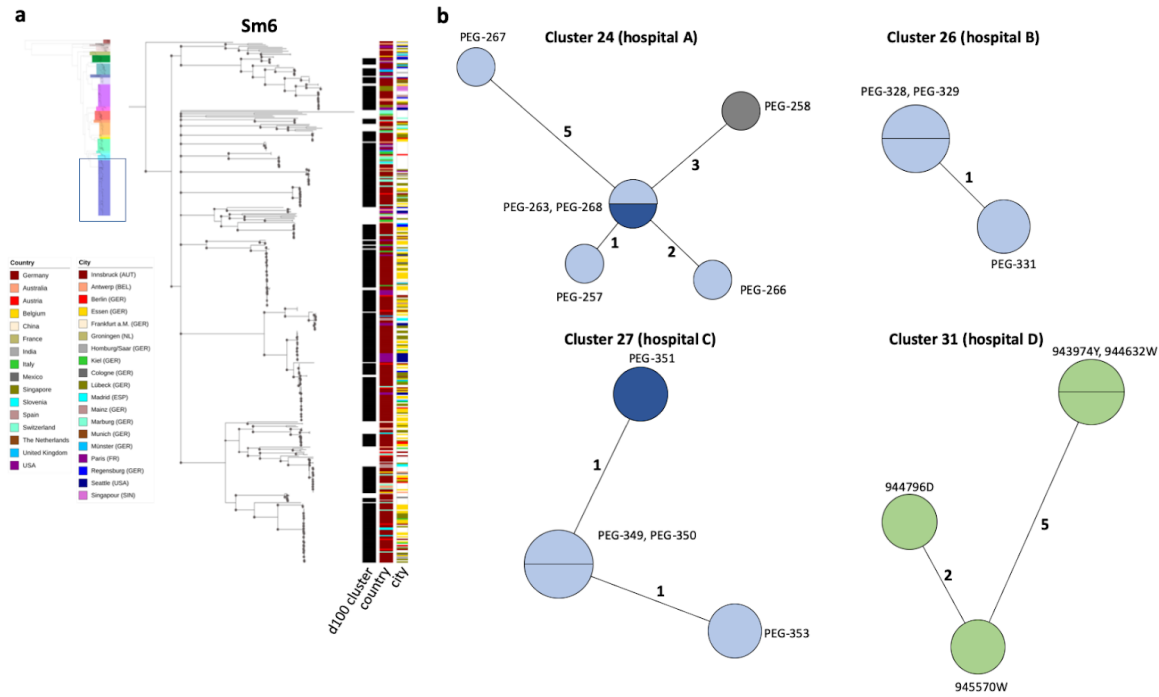 a
Sm6
Country
Germany
Australia
Austria
Belgium
China
France
India
Italy
Mexico
Singapore
Slovenia
Spain
Switzerland
The Netherlands
United Kingdom
USA
City
Innsbruck (AUT)
Antwerp (BEL)
Berlin (GER)
Essen (GER)
Frankfurt a.M. (GER)
Groningen (NL)
Homburg/Saar (GER)
Kiel (GER)
Cologne (GER)
Lübeck (GER)
Madrid (ESP)
Mainz (GER)
Marburg (GER)
Munich (GER)
Münster (GER)
Paris (FR)
Regensburg (GER)
Seattle (USA)
Singapour (SIN)
d100 cluster
country
city
b
Cluster 24 (hospital A)
PEG-267
PEG-258
5
3
PEG-263, PEG-268
1
2
PEG-257
PEG-266
Cluster 26 (hospital B)
PEG-328, PEG-329
1
PEG-331
Cluster 27 (hospital C)
PEG-351
1
PEG-349, PEG-350
1
PEG-353
Cluster 31 (hospital D)
943974Y, 944632W
944796D
5
2
945570W